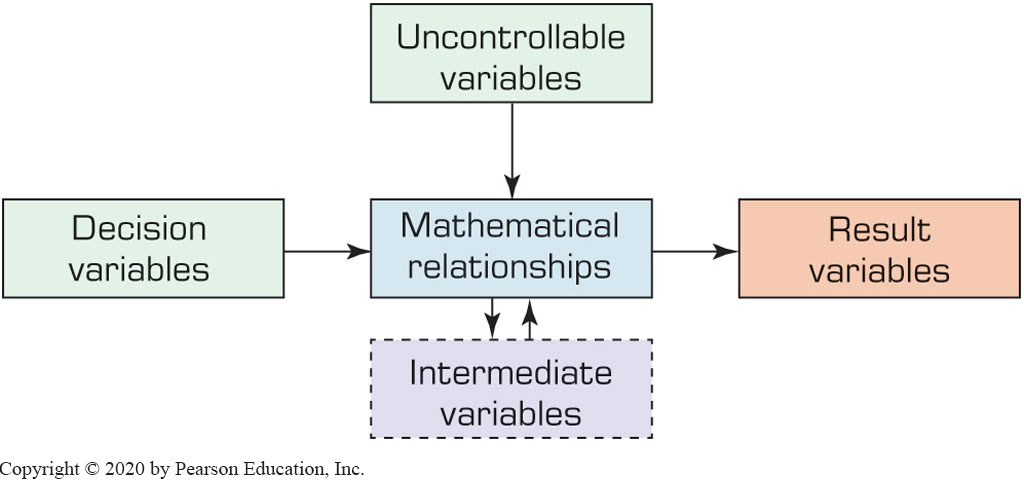 Uncontrollable
variables
Decision
variables
Mathematical
relationships
Result
variables
Intermediate
variables
Copyright © 2020 by Pearson Education, Inc.